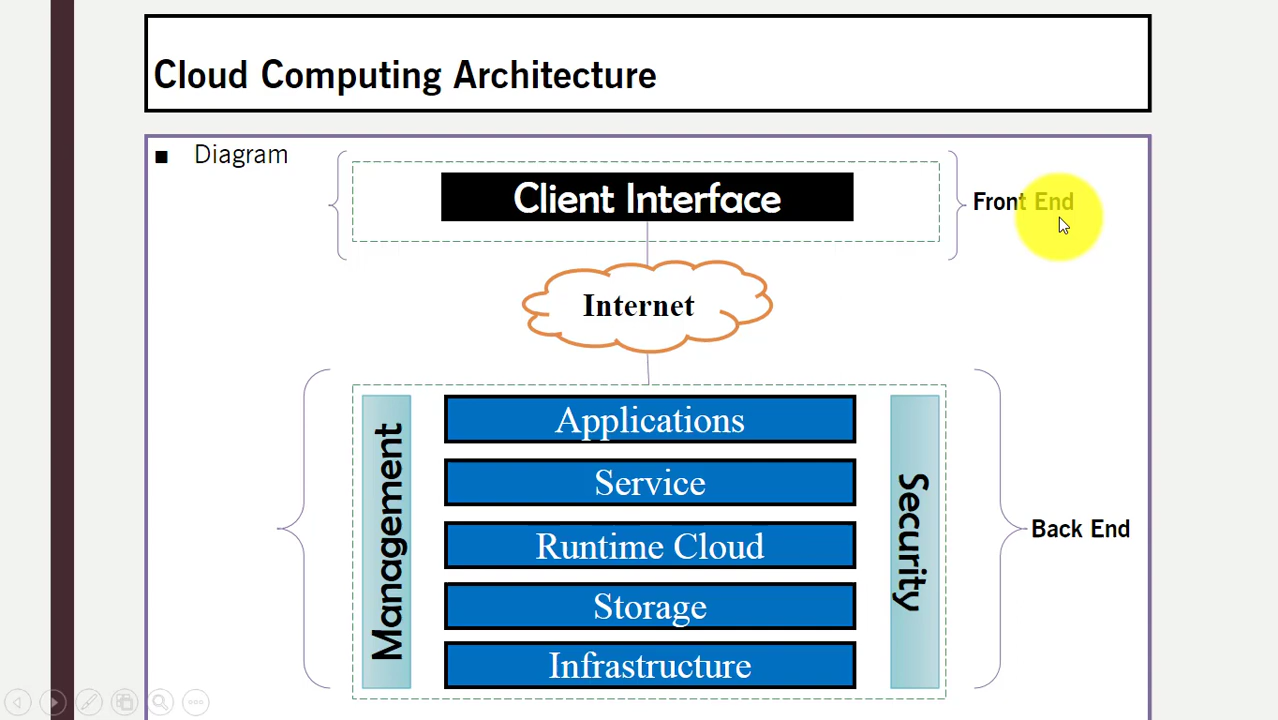 Cloud Computing Architecture
■ Diagram
Client Interface
Front End
Internet
Management
Applications
Service
Runtime Cloud
Storage
Infrastructure
Security
Back End